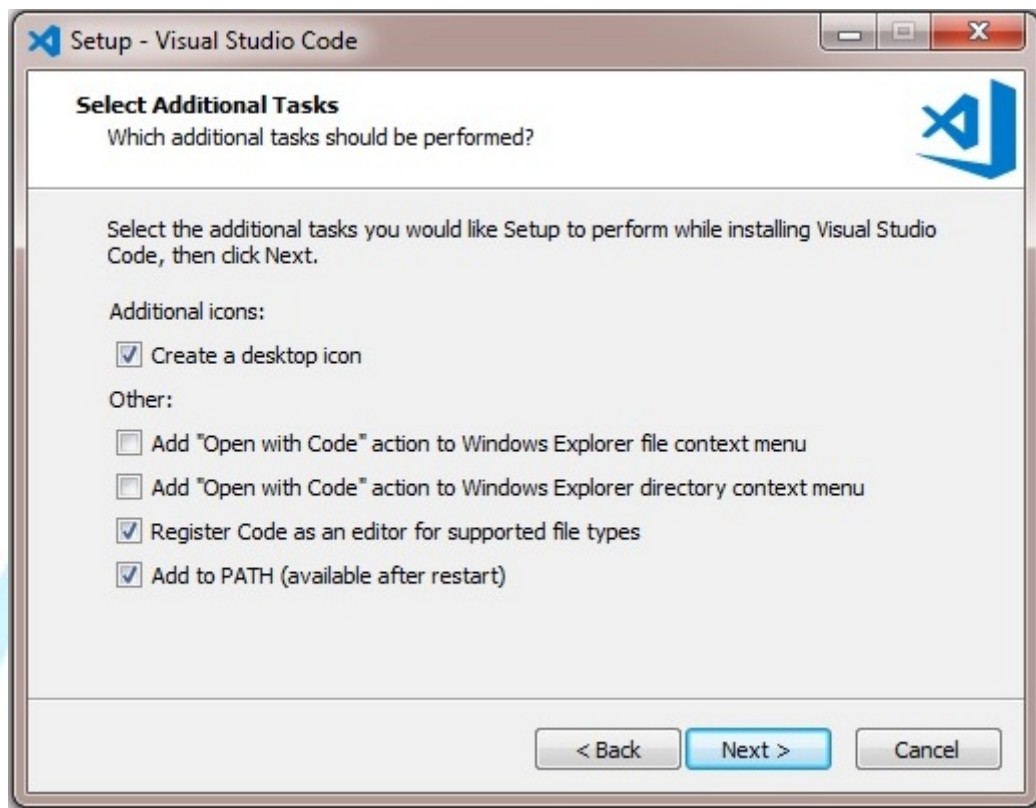 Setup - Visual Studio Code
Select Additional Tasks
Which additional tasks should be performed?
Select the additional tasks you would like Setup to perform while installing Visual Studio
Code, then click Next.
Additional icons:
Create a desktop icon
Other:
Add "Open with Code" action to Windows Explorer file context menu
Add "Open with Code" action to Windows Explorer directory context menu
Register Code as an editor for supported file types
Add to PATH (available after restart)
< Back Next > Cancel